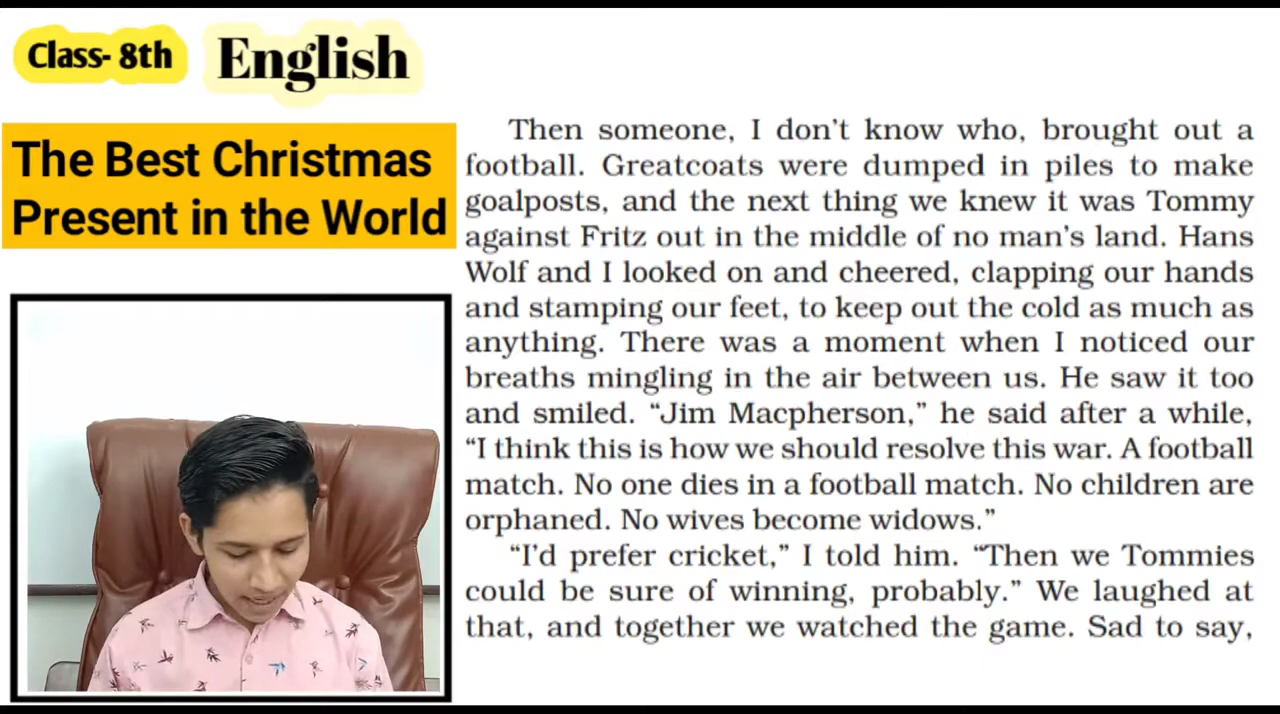 Class- 8th
English
The Best Christmas
Present in the World
Then someone, I don't know who, brought out a
football. Greatcoats were dumped in piles to make
goalposts, and the next thing we knew it was Tommy
against Fritz out in the middle of no man's land. Hans
Wolf and I looked on and cheered, clapping our hands
and stamping our feet, to keep out the cold as much as
anything. There was a moment when I noticed our
breaths mingling in the air between us. He saw it too
and smiled. “Jim Macpherson,” he said after a while,
“I think this is how we should resolve this war. A football
match. No one dies in a football match. No children are
orphaned. No wives become widows.”
“I'd prefer cricket,” I told him. “Then we Tommies
could be sure of winning, probably.” We laughed at
that, and together we watched the game. Sad to say,